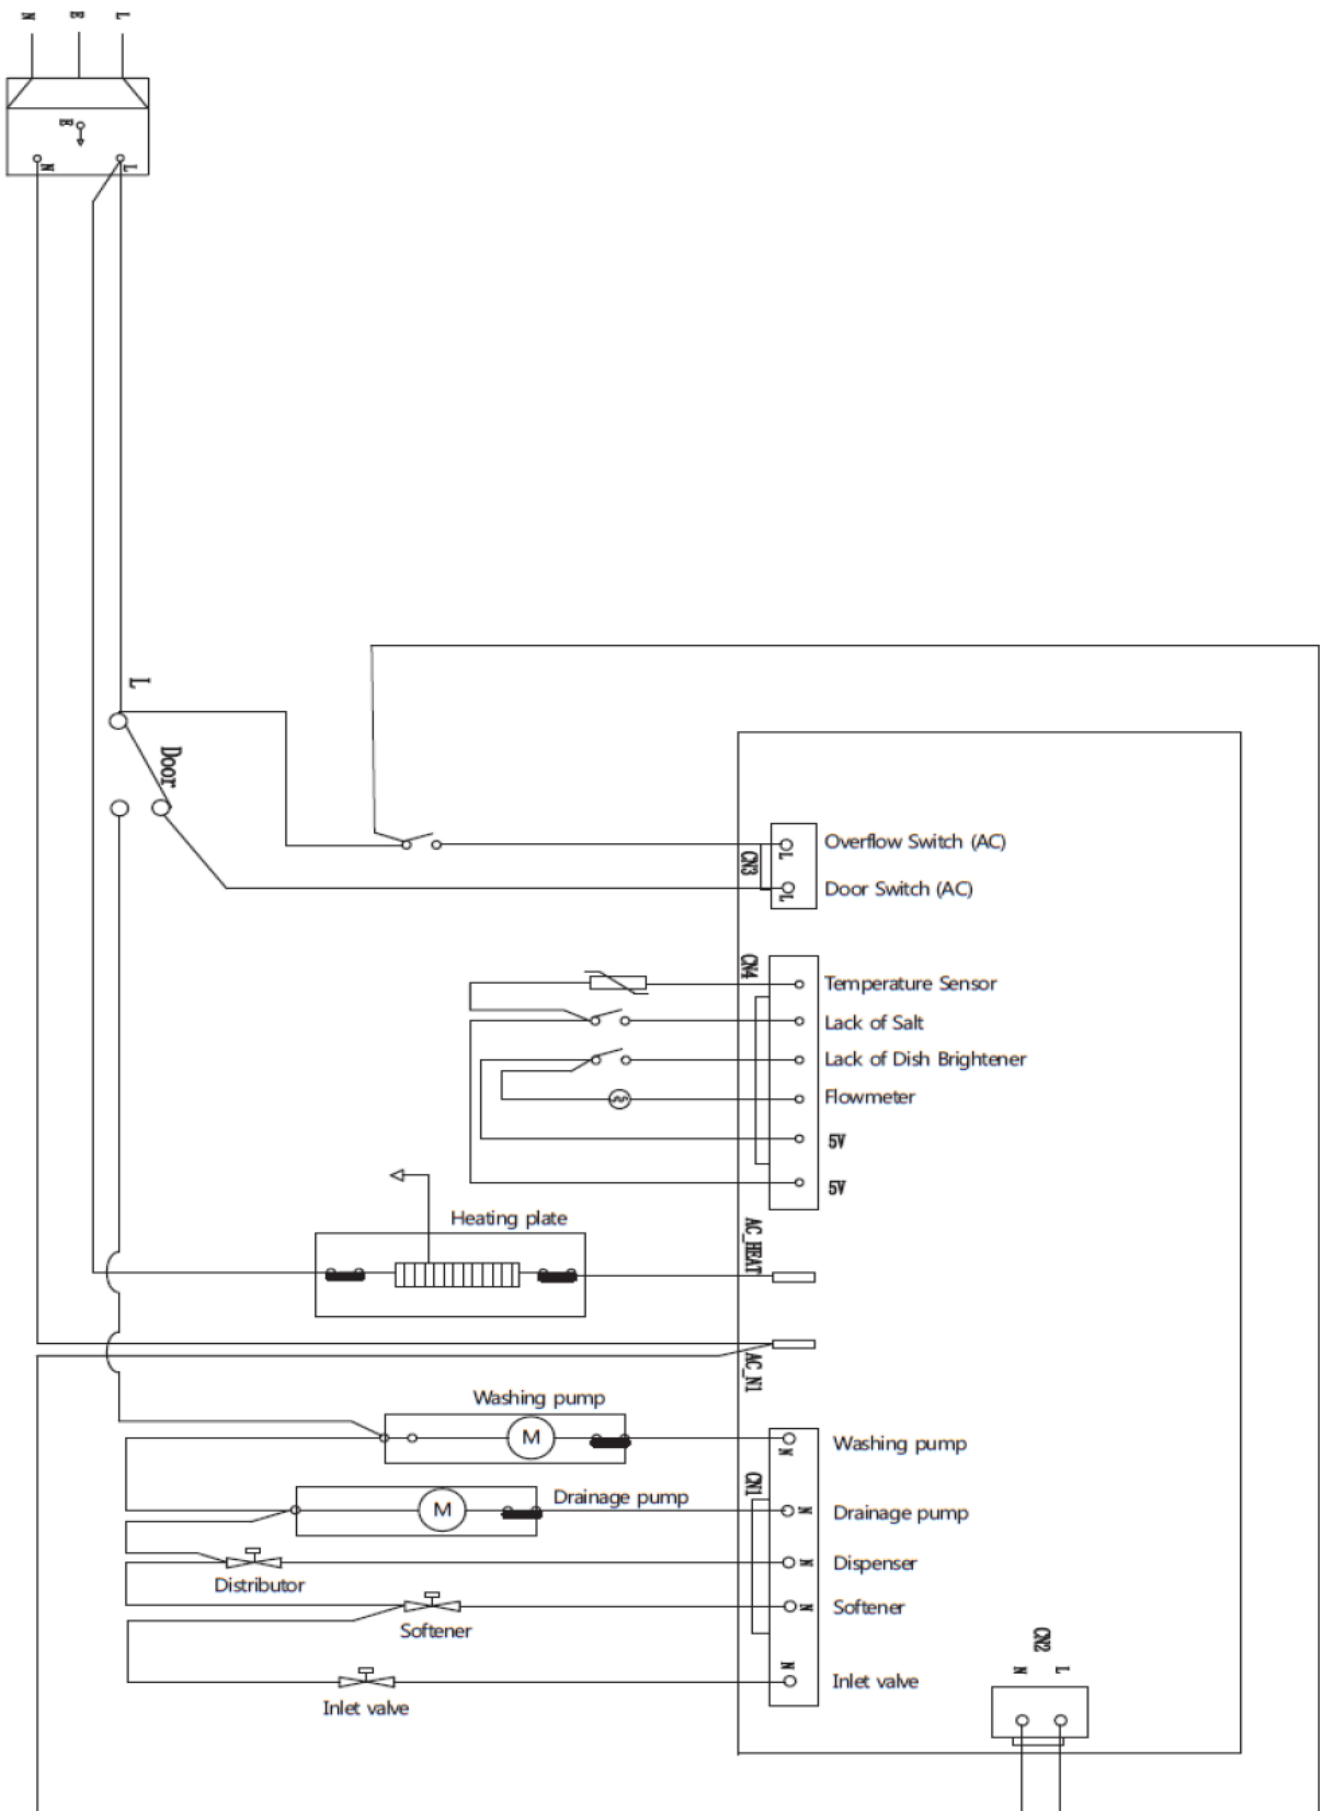 N E L
E
N L
L
Door
Overflow Switch (AC)
L
CN3
Door Switch (AC)
L
CN4
Temperature Sensor
Lack of Salt
Lack of Dish Brightener
Flowmeter
5V
5V
Heating plate
AC_HEAT
AC_N1
Washing pump
M
Washing pump
N
CN1
Drainage pump
M
N
Drainage pump
N
Dispenser
Distributor
N
Softener
Softener
CN2
N L
N
Inlet valve
Inlet valve